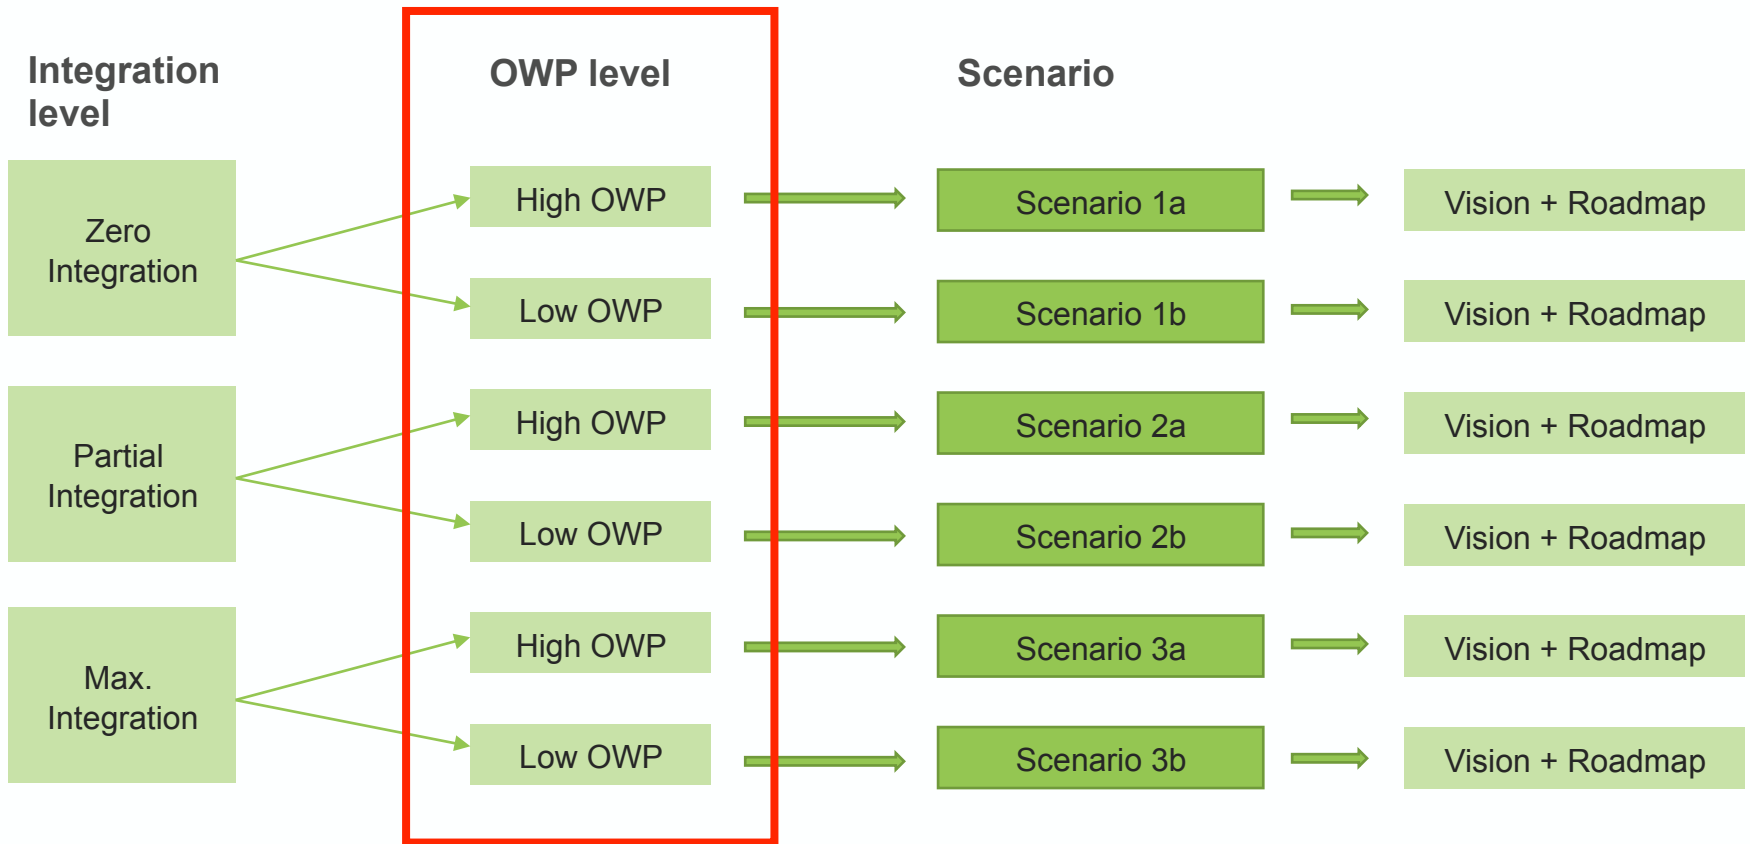 Integration
level
OWP level
Scenario
Zero
Integration
High OWP
Scenario 1a
Vision + Roadmap
Low OWP
Scenario 1b
Vision + Roadmap
Partial
Integration
High OWP
Scenario 2a
Vision + Roadmap
Low OWP
Scenario 2b
Vision + Roadmap
Max.
Integration
High OWP
Scenario 3a
Vision + Roadmap
Low OWP
Scenario 3b
Vision + Roadmap